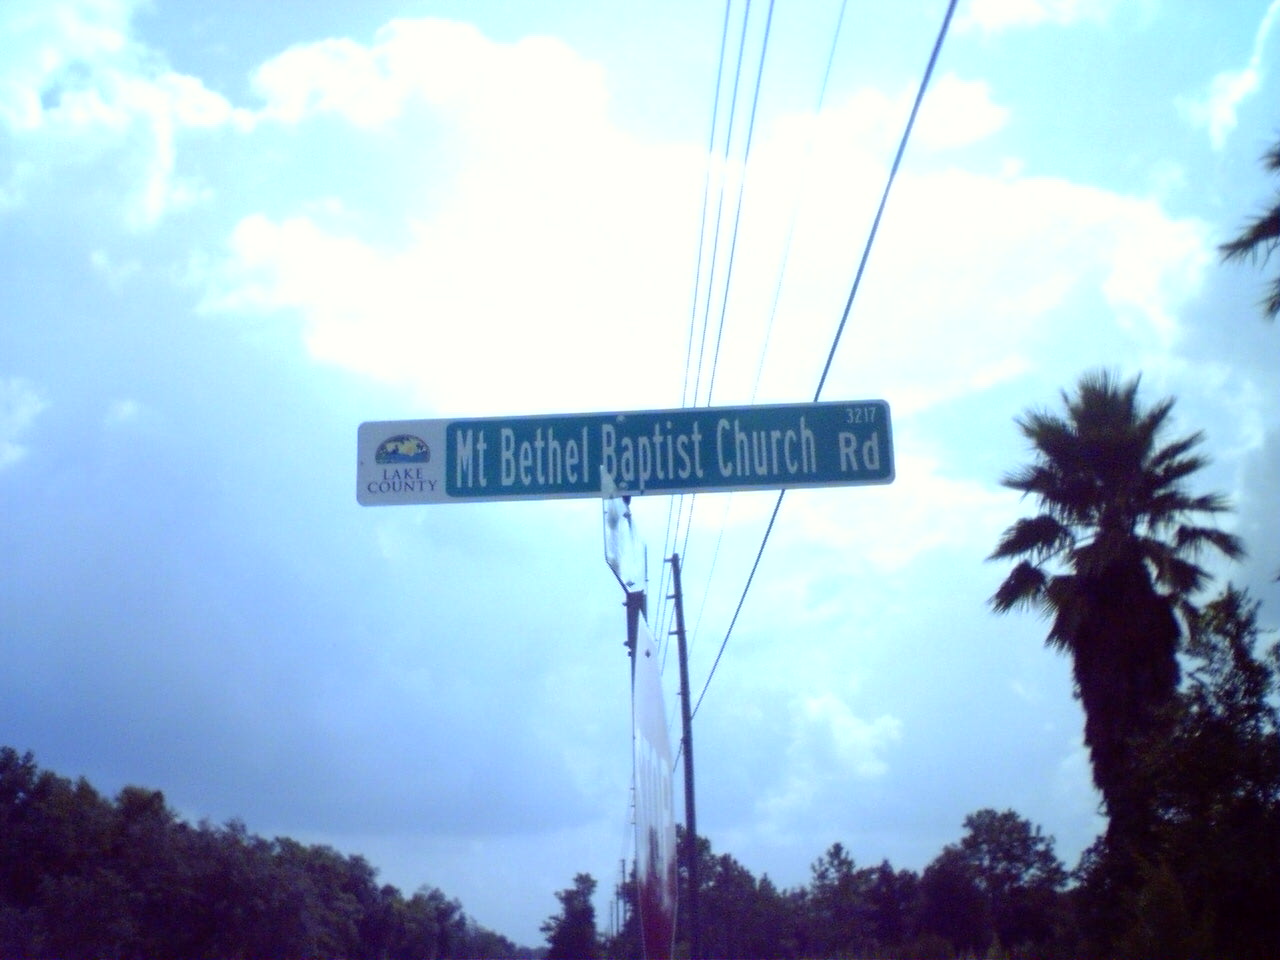 LAKE
COUNTY
Mt Bethel Baptist Church Rd
3217